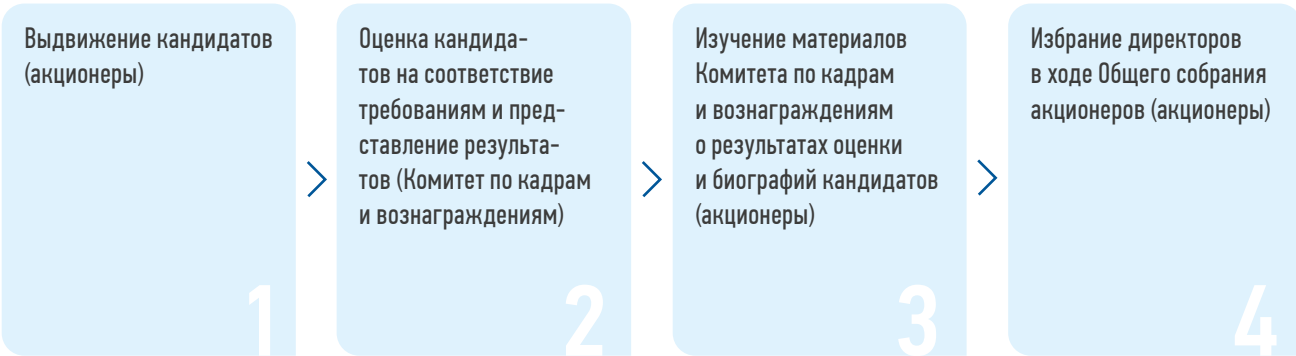 Выдвижение кандидатов
(акционеры)
1
Оценка кандида-
тов на соответствие
требованиям и пред-
ставление результа-
тов (Комитет по кадрам
и вознаграждениям)
2
Изучение материалов
Комитета по кадрам
и вознаграждениям
о результатах оценки
и биографий кандидатов
(акционеры)
3
Избрание директоров
в ходе Общего собрания
акционеров (акционеры)
4